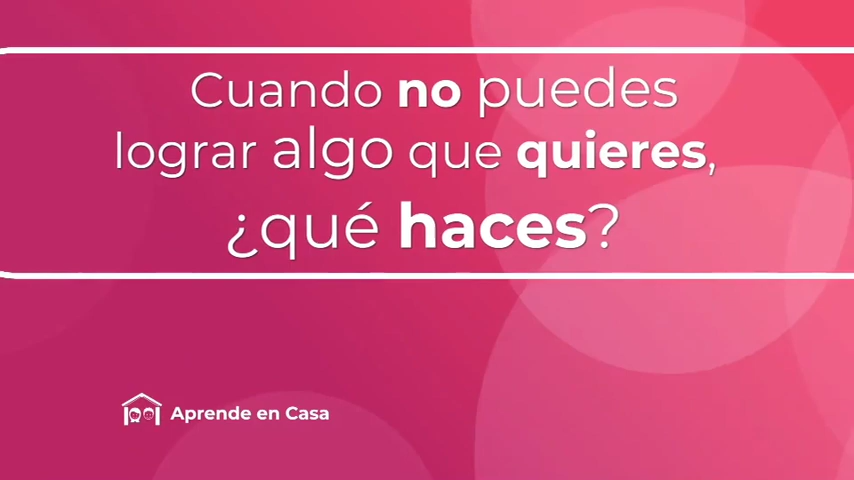 Cuando no puedes
lograr algo que quieres,
¿qué haces?
Aprende en Casa